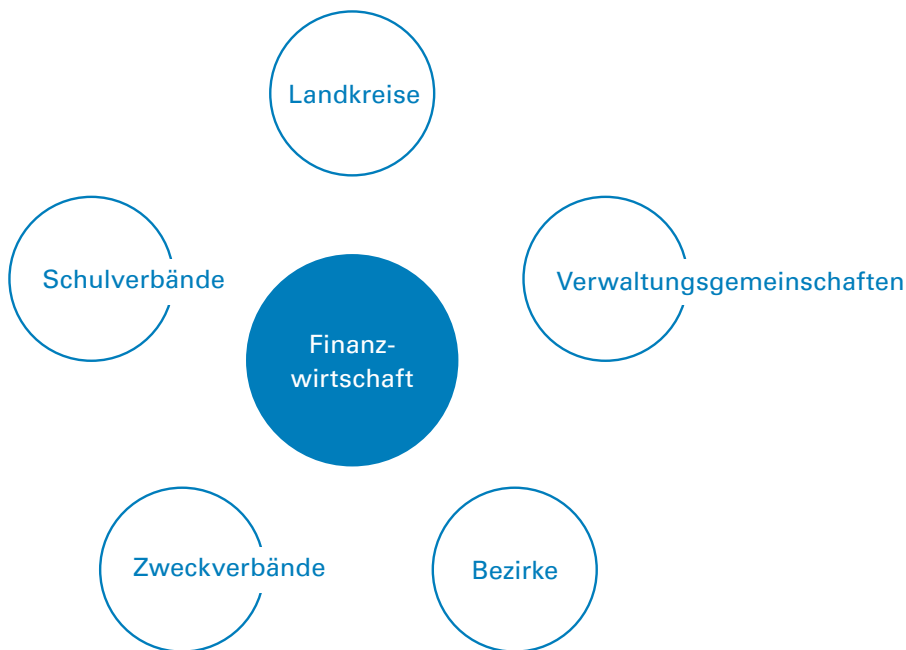 Landkreise
Schulverbände
Verwaltungsgemeinschaften
Finanz-
wirtschaft
Zweckverbände
Bezirke